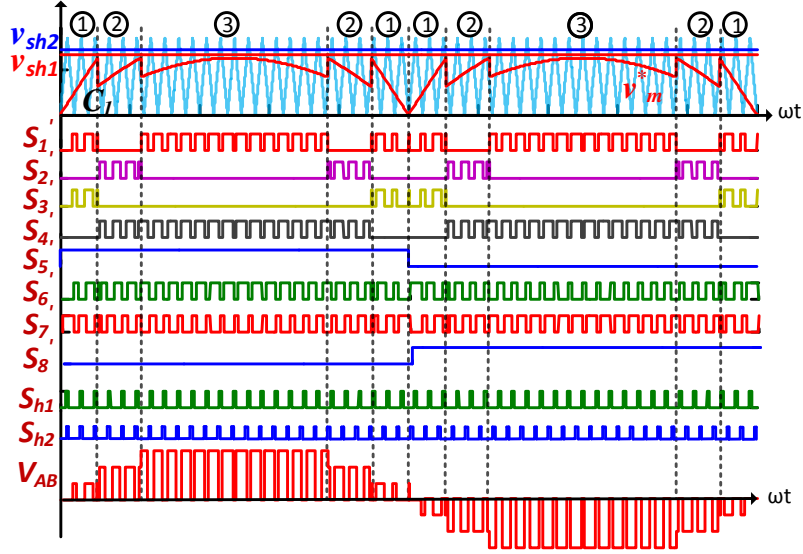 ① ② ③ ② ① ① ② ③ ② ①
v_sh2
v_sh1
C_1 v*_m ωt
S_1'
S_2'
S_3'
S_4'
S_5'
S_6'
S_7'
S_8'
S_h1
S_h2
V_AB
ωt